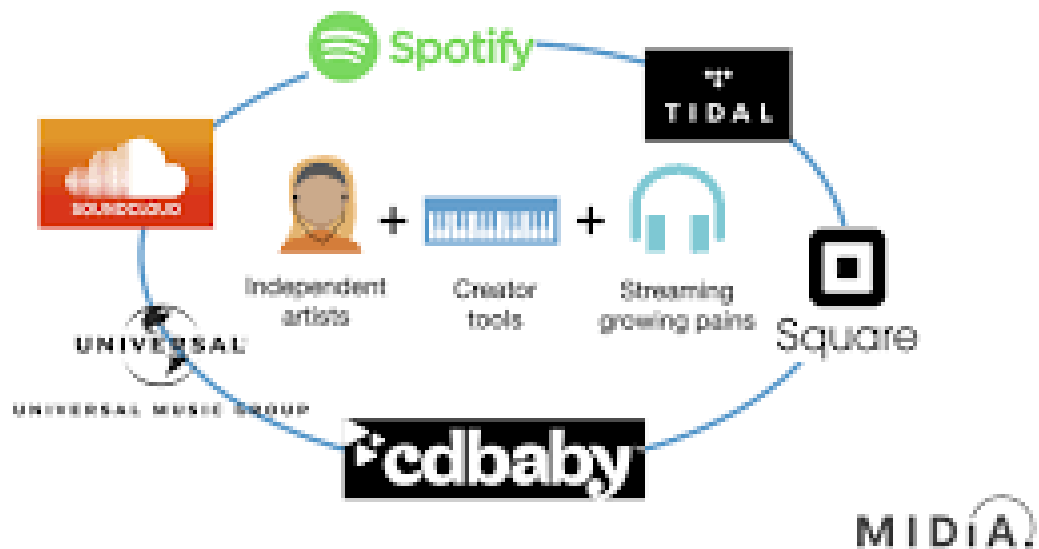 Spotify
TIDAL
SOUNDCLOUD
+
+
Independent
artists
Creator
tools
Streaming
growing pains
Square
UNIVERSAL
UNIVERSAL MUSIC GROUP
cdbaby
MIDiA